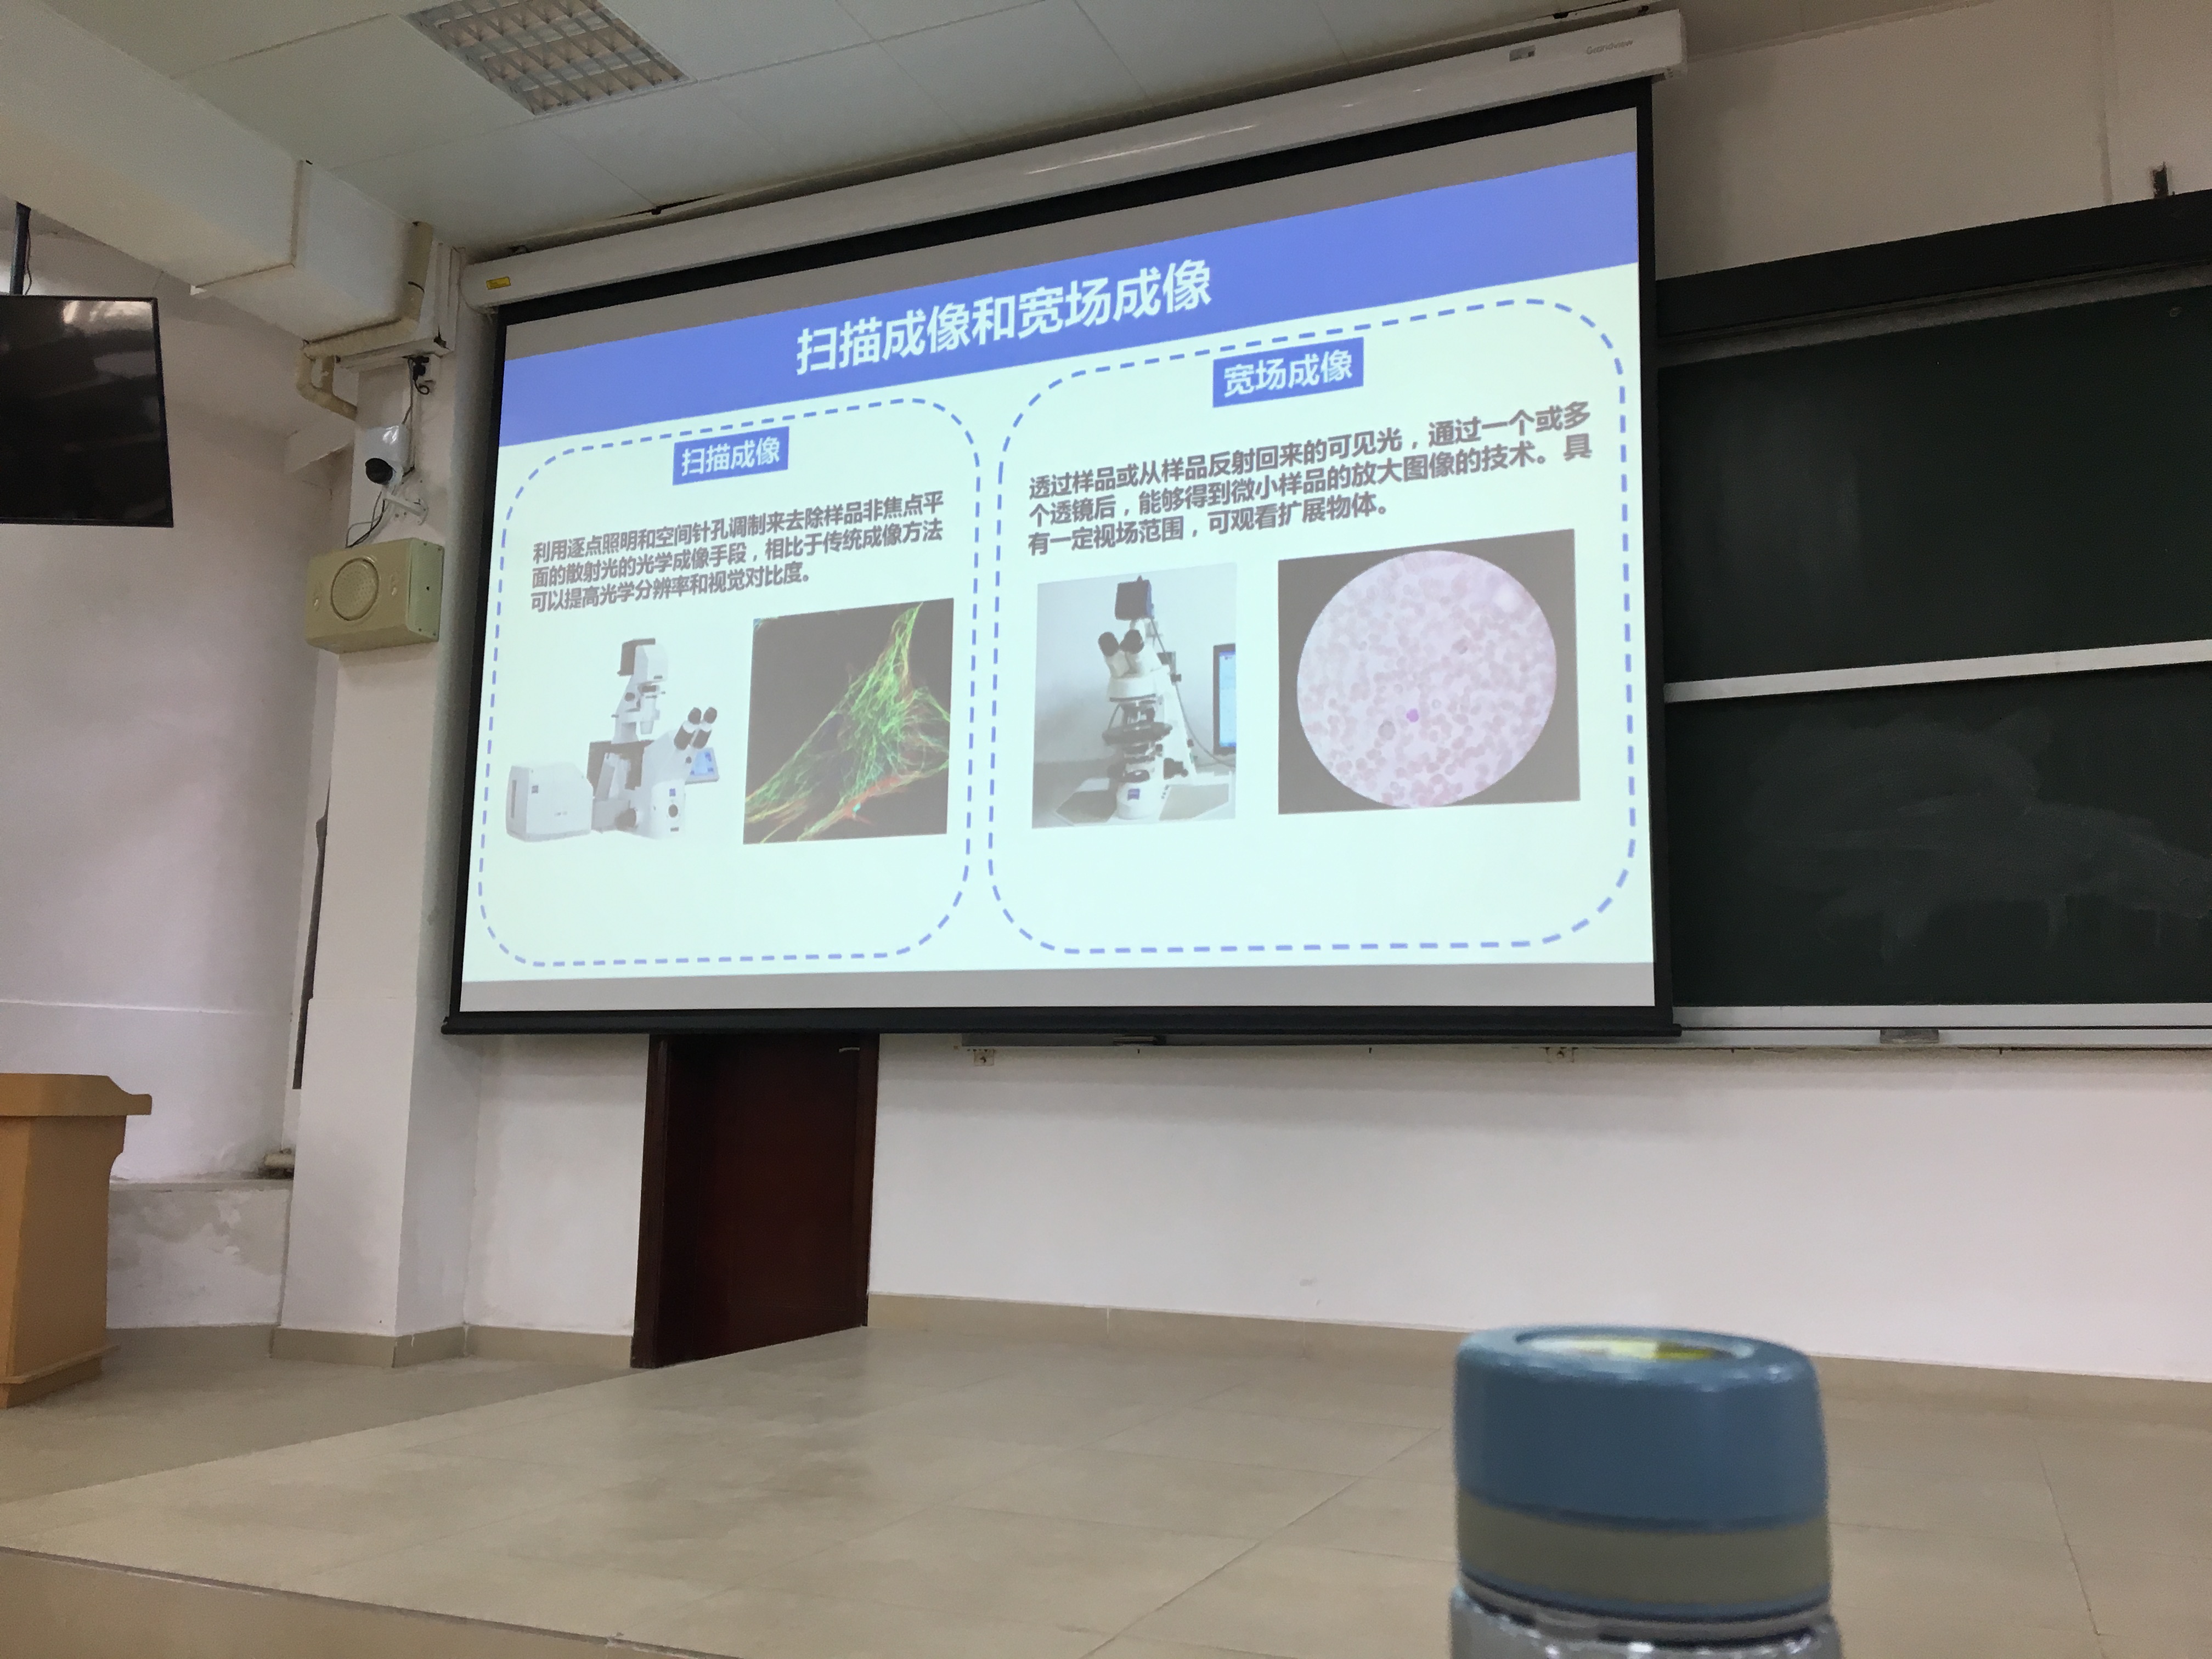 Grandview
扫描成像和宽场成像
扫描成像
利用逐点照明和空间针孔调制来去除样品非焦点平
面的散射光的光学成像手段，相比于传统成像方法
可以提高光学分辨率和视觉对比度。
宽场成像
透过样品或从样品反射回来的可见光，通过一个或多
个透镜后，能够得到微小样品的放大图像的技术。具
有一定视场范围，可观看扩展物体。